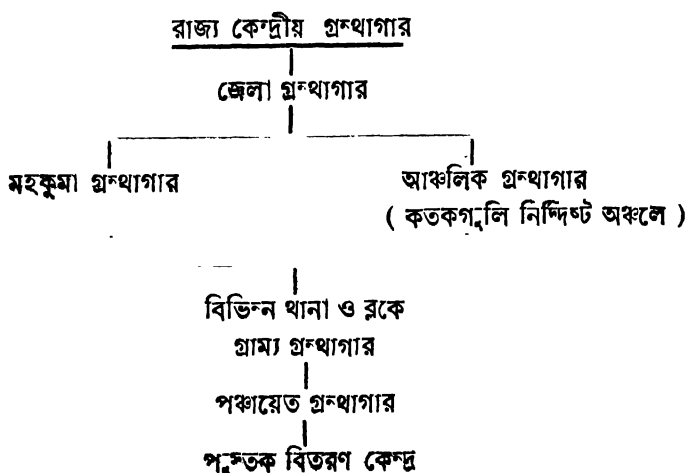 রাজ্য কেন্দ্রীয় গ্রন্থাগার
জেলা গ্রন্থাগার
মহকুমা গ্রন্থাগার
আঞ্চলিক গ্রন্থাগার
( কতকগুলি নির্দ্দিষ্ট অঞ্চলে )
বিভিন্ন থানা ও ব্লকে
গ্রাম্য গ্রন্থাগার
পঞ্চায়েত গ্রন্থাগার
পুস্তক বিতরণ কেন্দ্র